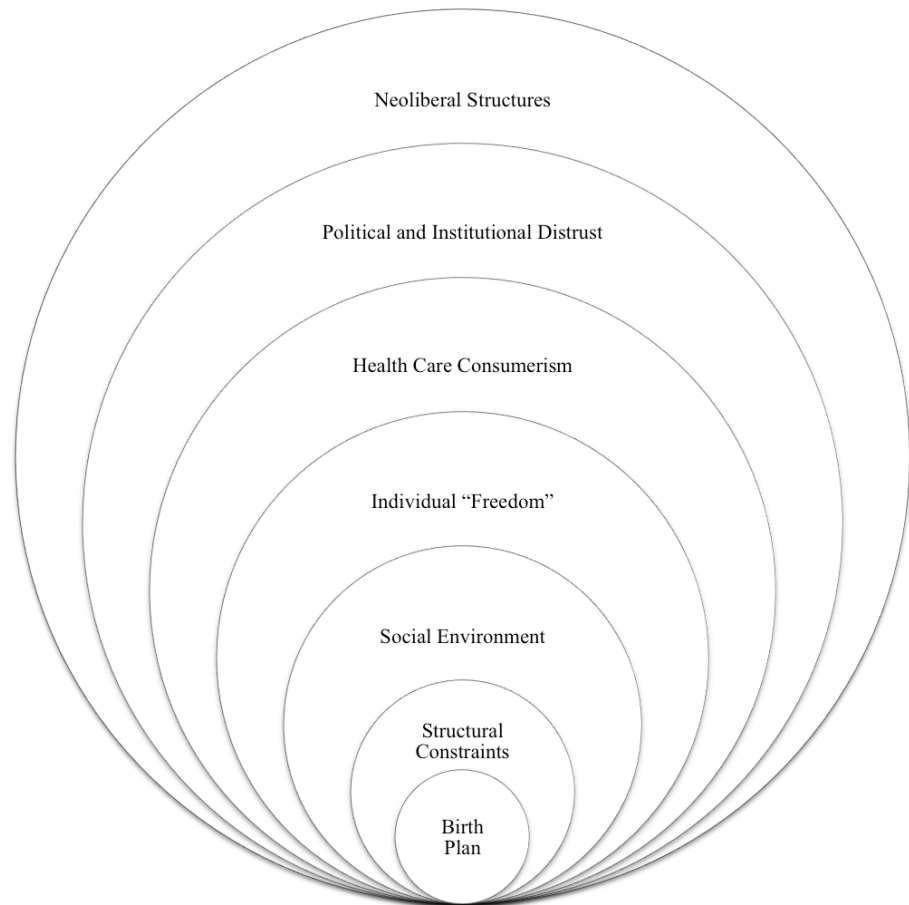 Neoliberal Structures
Political and Institutional Distrust
Health Care Consumerism
Individual “Freedom”
Social Environment
Structural
Constraints
Birth
Plan